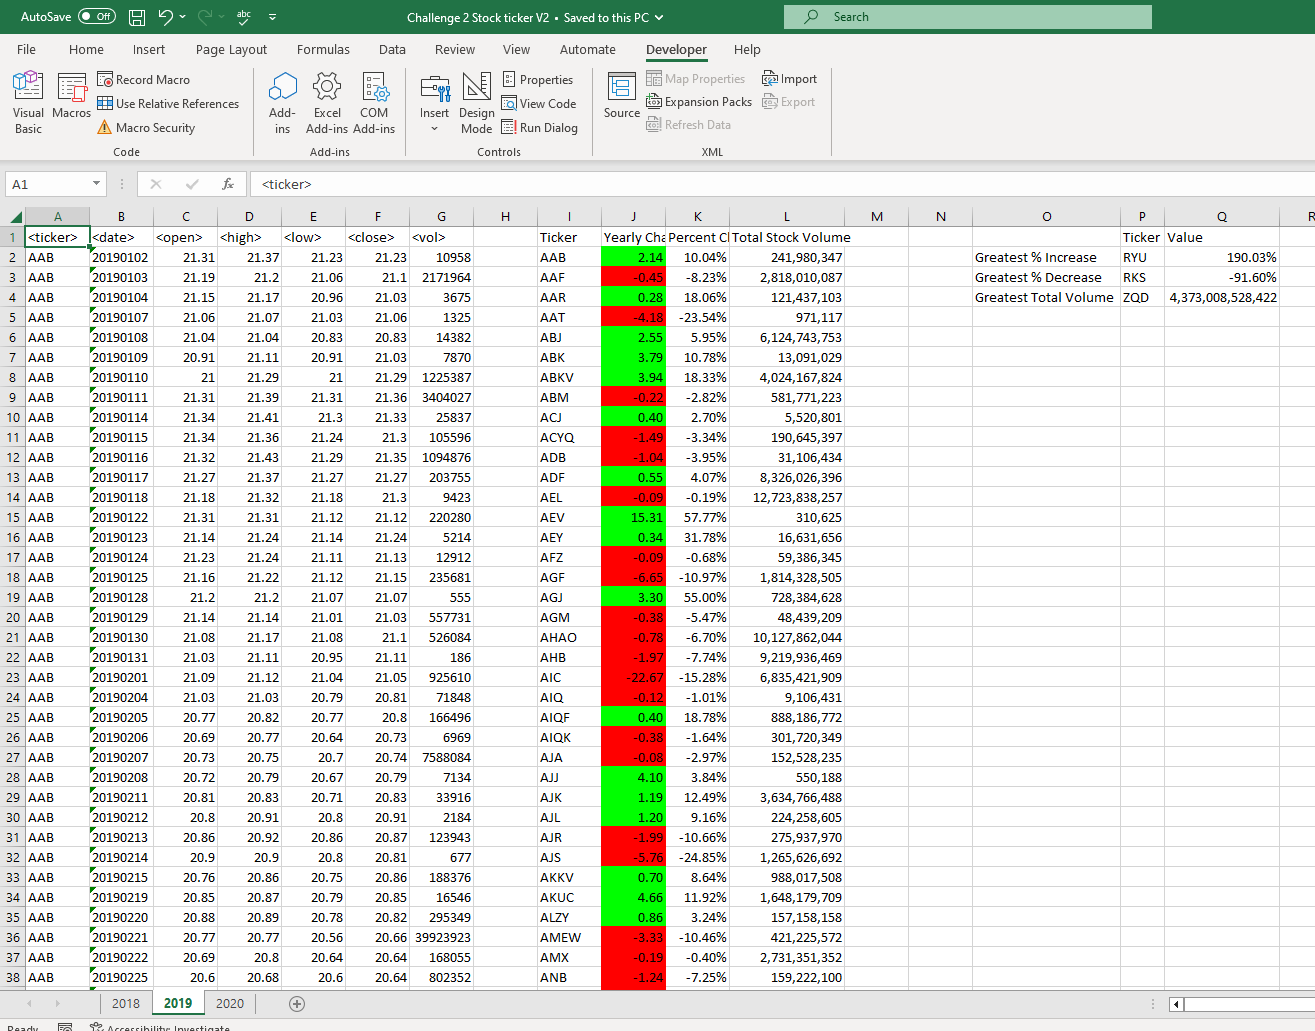 AutoSave Off abc Challenge 2 Stock ticker V2 • Saved to this PC Search
File Home Insert Page Layout Formulas Data Review View Automate Developer Help
Visual Basic
Macros
Record Macro
Use Relative References
Macro Security
Code
Add-ins
Excel Add-ins
COM Add-ins
Add-ins
Insert
Design Mode
Properties
View Code
Run Dialog
Controls
Source
Map Properties
Expansion Packs
Refresh Data
Import
Export
XML
A1 fx <ticker>
A B C D E F G H I J K L M N O P Q R
1 <ticker> <date> <open> <high> <low> <close> <vol> Ticker Yearly Cha Percent Cl Total Stock Volume Ticker Value
2 AAB 20190102 21.31 21.37 21.23 21.23 10958 AAB 2.14 10.04% 241,980,347 Greatest % Increase RYU 190.03%
3 AAB 20190103 21.19 21.2 21.06 21.1 2171964 AAF -0.45 -8.23% 2,818,010,087 Greatest % Decrease RKS -91.60%
4 AAB 20190104 21.15 21.17 20.96 21.03 3675 AAR 0.28 18.06% 121,437,103 Greatest Total Volume ZQD 4,373,008,528,422
5 AAB 20190107 21.06 21.07 21.03 21.06 1325 AAT -4.18 -23.54% 971,117
6 AAB 20190108 21.04 21.04 20.83 20.83 14382 ABJ 2.55 5.95% 6,124,743,753
7 AAB 20190109 20.91 21.11 20.91 21.03 7870 ABK 3.79 10.78% 13,091,029
8 AAB 20190110 21 21.29 21 21.29 1225387 ABKV 3.94 18.33% 4,024,167,824
9 AAB 20190111 21.31 21.39 21.31 21.36 3404027 ABM -0.22 -2.82% 581,771,223
10 AAB 20190114 21.34 21.41 21.3 21.33 25837 ACJ 0.40 2.70% 5,520,801
11 AAB 20190115 21.34 21.36 21.24 21.3 105596 ACYQ -1.49 -3.34% 190,645,397
12 AAB 20190116 21.32 21.43 21.29 21.35 1094876 ADB -1.04 -3.95% 31,106,434
13 AAB 20190117 21.27 21.37 21.27 21.27 203755 ADF 0.55 4.07% 8,326,026,396
14 AAB 20190118 21.18 21.32 21.18 21.3 9423 AEL -0.09 -0.19% 12,723,838,257
15 AAB 20190122 21.31 21.31 21.12 21.12 220280 AEV 15.31 57.77% 310,625
16 AAB 20190123 21.14 21.24 21.14 21.24 5214 AEY 0.34 31.78% 16,631,656
17 AAB 20190124 21.23 21.24 21.11 21.13 12912 AFZ -0.09 -0.68% 59,386,345
18 AAB 20190125 21.16 21.22 21.12 21.15 235681 AGF -6.65 -10.97% 1,814,328,505
19 AAB 20190128 21.2 21.2 21.07 21.07 555 AGJ 3.30 55.00% 728,384,628
20 AAB 20190129 21.14 21.14 21.01 21.03 557731 AGM -0.38 -5.47% 48,439,209
21 AAB 20190130 21.08 21.17 21.08 21.1 526084 AHAO -0.78 -6.70% 10,127,862,044
22 AAB 20190131 21.03 21.11 20.95 21.11 186 AHB -1.97 -7.74% 9,219,936,469
23 AAB 20190201 21.09 21.12 21.04 21.05 925610 AIC -22.67 -15.28% 6,835,421,909
24 AAB 20190204 21.03 21.03 20.79 20.81 71848 AIQ -0.12 -1.01% 9,106,431
25 AAB 20190205 20.77 20.82 20.77 20.8 166496 AIQF 0.40 18.78% 888,186,772
26 AAB 20190206 20.69 20.77 20.64 20.73 6969 AIQK -0.38 -1.64% 301,720,349
27 AAB 20190207 20.73 20.75 20.7 20.74 7588084 AJA -0.08 -2.97% 152,528,235
28 AAB 20190208 20.72 20.79 20.67 20.79 7134 AJJ 4.10 3.84% 550,188
29 AAB 20190211 20.81 20.83 20.71 20.83 33916 AJK 1.19 12.49% 3,634,766,488
30 AAB 20190212 20.8 20.91 20.8 20.91 2184 AJL 1.20 9.16% 224,258,605
31 AAB 20190213 20.86 20.92 20.86 20.87 123943 AJR -1.99 -10.66% 275,937,970
32 AAB 20190214 20.9 20.9 20.8 20.81 677 AJS -5.76 -24.85% 1,265,626,692
33 AAB 20190215 20.76 20.86 20.75 20.86 188376 AKKV 0.70 8.64% 988,017,508
34 AAB 20190219 20.85 20.87 20.79 20.85 16546 AKUC 4.66 11.92% 1,648,179,709
35 AAB 20190220 20.88 20.89 20.78 20.82 295349 ALZY 0.86 3.24% 157,158,158
36 AAB 20190221 20.77 20.77 20.56 20.66 39923923 AMEW -3.33 -10.46% 421,225,572
37 AAB 20190222 20.69 20.8 20.64 20.64 168055 AMX -0.19 -0.40% 2,731,351,352
38 AAB 20190225 20.6 20.68 20.6 20.64 802352 ANB -1.24 -7.25% 159,222,100
2018 2019 2020
Ready Accessibility: Investigate